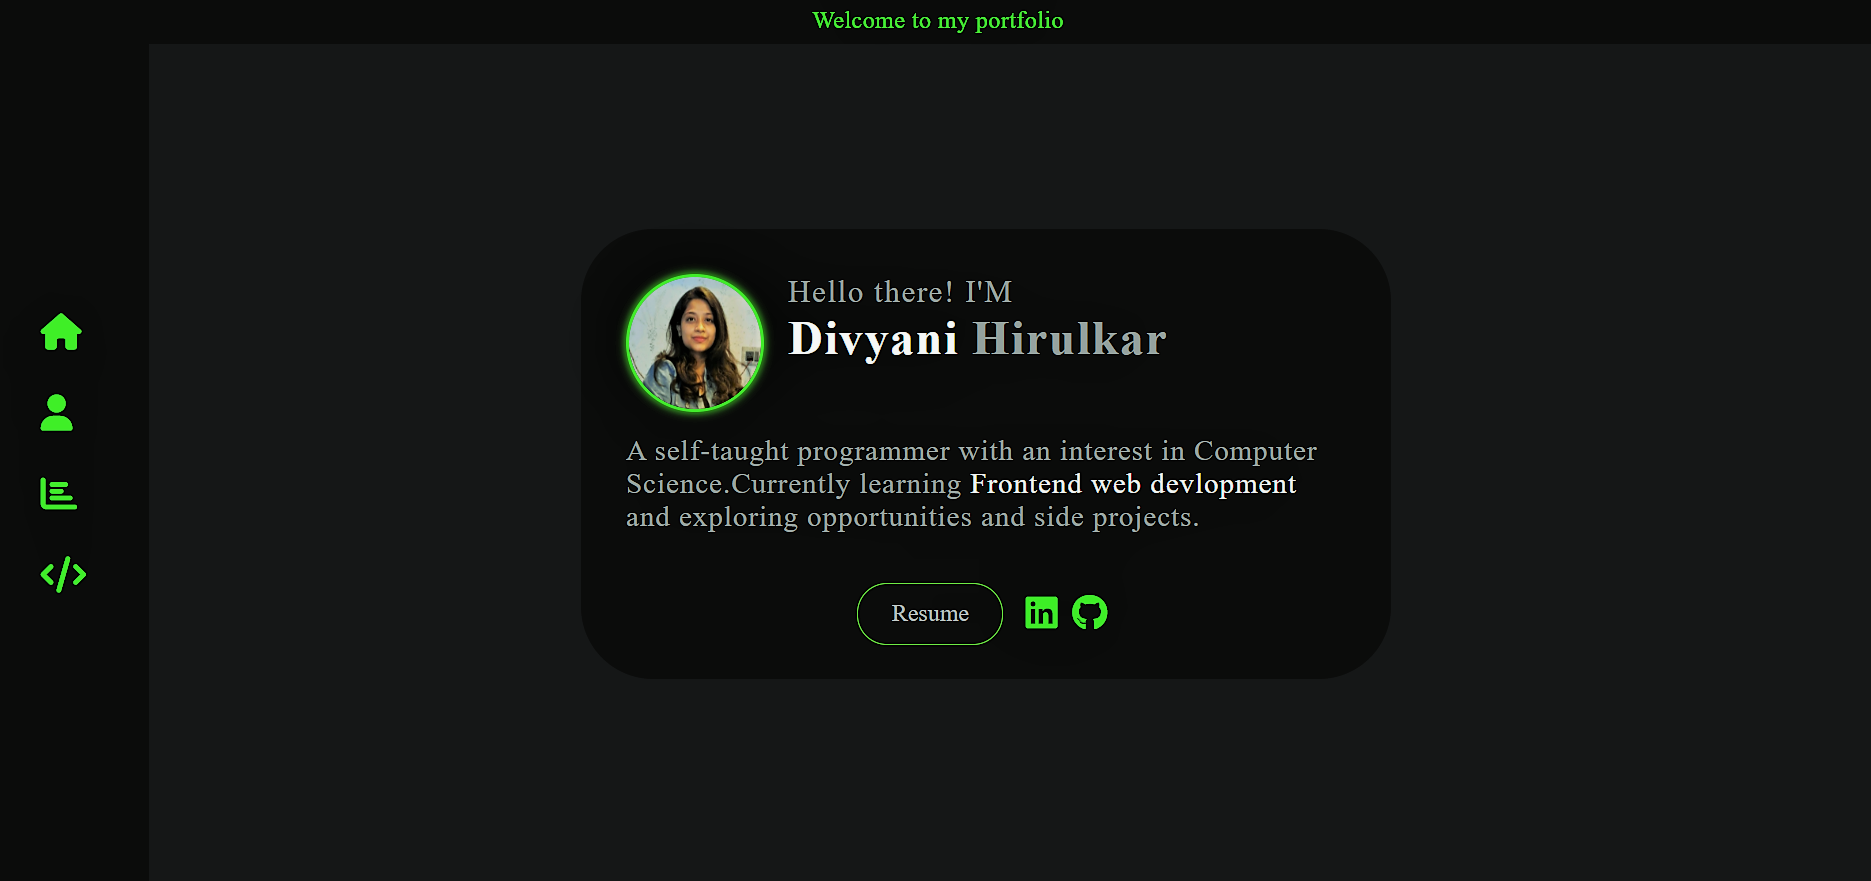 Welcome to my portfolio
Hello there! I'M
Divyani Hirulkar
A self-taught programmer with an interest in Computer
Science.Currently learning Frontend web devlopment
and exploring opportunities and side projects.
Resume